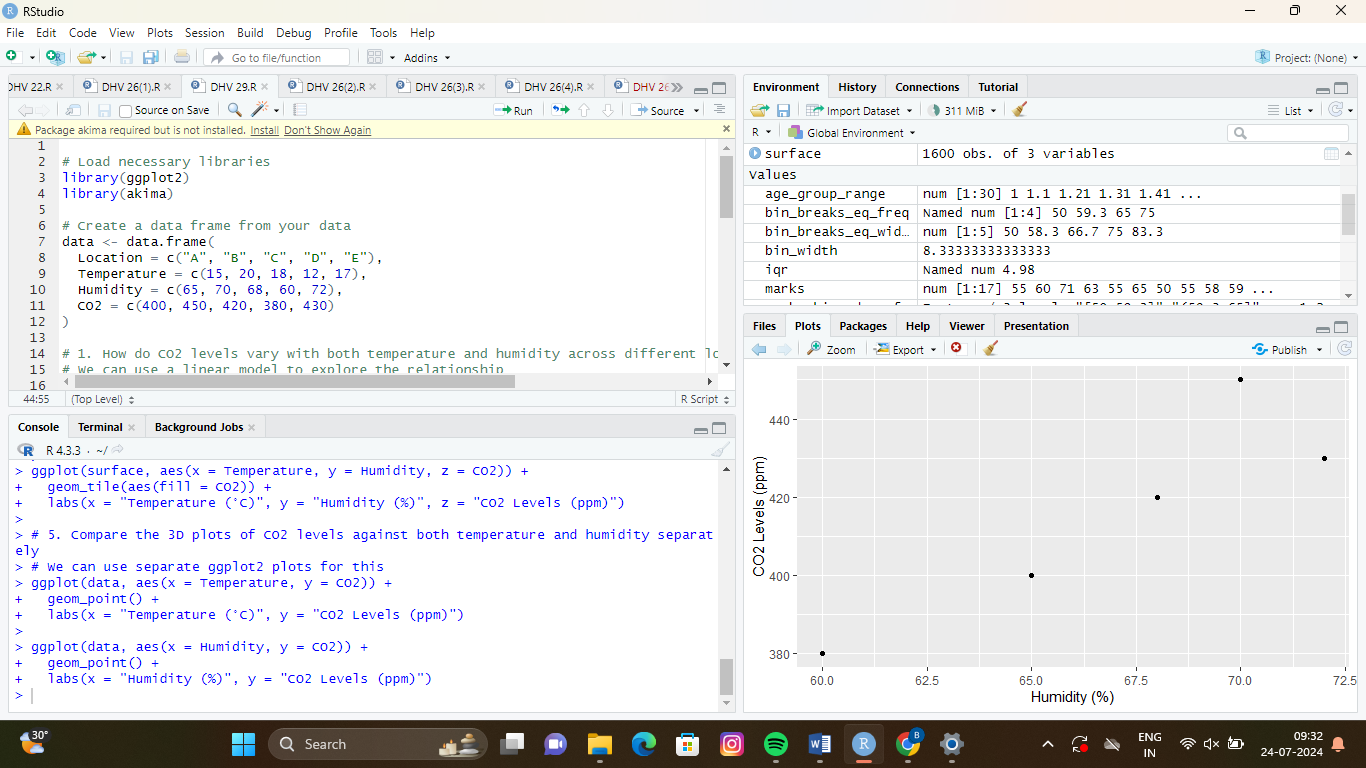 RStudio
File Edit Code View Plots Session Build Debug Profile Tools Help
Go to file/function Addins Project: (None)
DHV 22.R DHV 26(1).R DHV 29.R DHV 26(2).R DHV 26(3).R DHV 26(4).R DHV 26
Source on Save Run Source
Package akima required but is not installed. Install Don't Show Again
1
2 # Load necessary libraries
3 library(ggplot2)
4 library(akima)
5
6 # Create a data frame from your data
7 data <- data.frame(
8 Location = c("A", "B", "C", "D", "E"),
9 Temperature = c(15, 20, 18, 12, 17),
10 Humidity = c(65, 70, 68, 60, 72),
11 CO2 = c(400, 450, 420, 380, 430)
12 )
13
14 # 1. How do CO2 levels vary with both temperature and humidity across different lo
15 # We can use a linear model to explore the relationship
16
44:55 (Top Level) R Script
Console Terminal Background Jobs
R 4.3.3 · ~/
> ggplot(surface, aes(x = Temperature, y = Humidity, z = CO2)) +
+ geom_tile(aes(fill = CO2)) +
+ labs(x = "Temperature (°C)", y = "Humidity (%)", z = "CO2 Levels (ppm)")
>
> # 5. Compare the 3D plots of CO2 levels against both temperature and humidity separat
ely
> # We can use separate ggplot2 plots for this
> ggplot(data, aes(x = Temperature, y = CO2)) +
+ geom_point() +
+ labs(x = "Temperature (°C)", y = "CO2 Levels (ppm)")
>
> ggplot(data, aes(x = Humidity, y = CO2)) +
+ geom_point() +
+ labs(x = "Humidity (%)", y = "CO2 Levels (ppm)")
>
Environment History Connections Tutorial
Import Dataset 311 MiB List
R Global Environment
surface 1600 obs. of 3 variables
Values
age_group_range num [1:30] 1 1.1 1.21 1.31 1.41 ...
bin_breaks_eq_freq Named num [1:4] 50 59.3 65 75
bin_breaks_eq_wid… num [1:5] 50 58.3 66.7 75 83.3
bin_width 8.33333333333333
iqr Named num 4.98
marks num [1:17] 55 60 71 63 55 65 50 55 58 59 ...
Files Plots Packages Help Viewer Presentation
Zoom Export Publish
CO2 Levels (ppm)
440
420
400
380
60.0 62.5 65.0 67.5 70.0 72.5
Humidity (%)
30°
Search
B
ENG
IN
09:32
24-07-2024